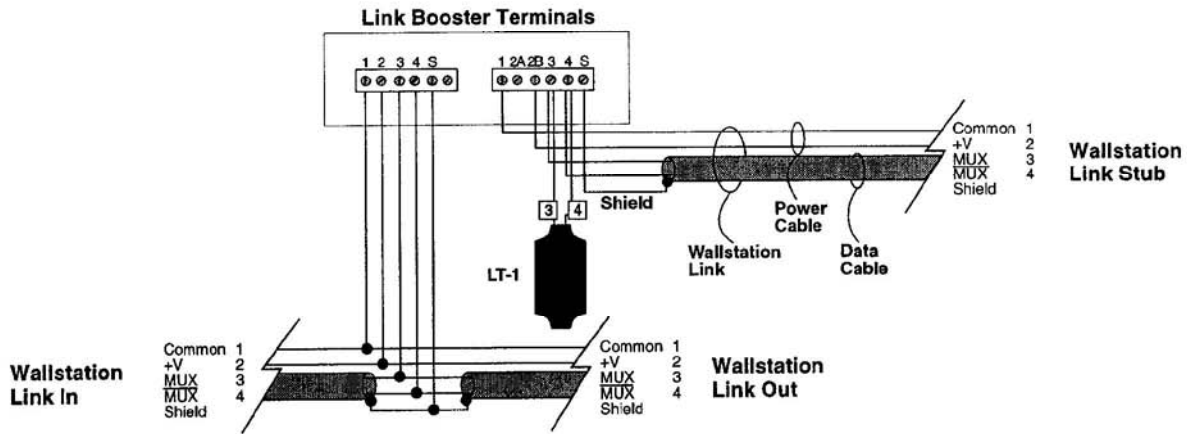 Link Booster Terminals
1 2 3 4 S
1 2A 2B 3 4 S
Common 1
+V 2
MUX 3
MUX 4
Shield
Wallstation
Link Stub
Shield
3 4
Power
Cable
Wallstation
Link
Data
Cable
LT-1
Wallstation
Link In
Common 1
+V 2
MUX 3
MUX 4
Shield
Common 1
+V 2
MUX 3
MUX 4
Shield
Wallstation
Link Out